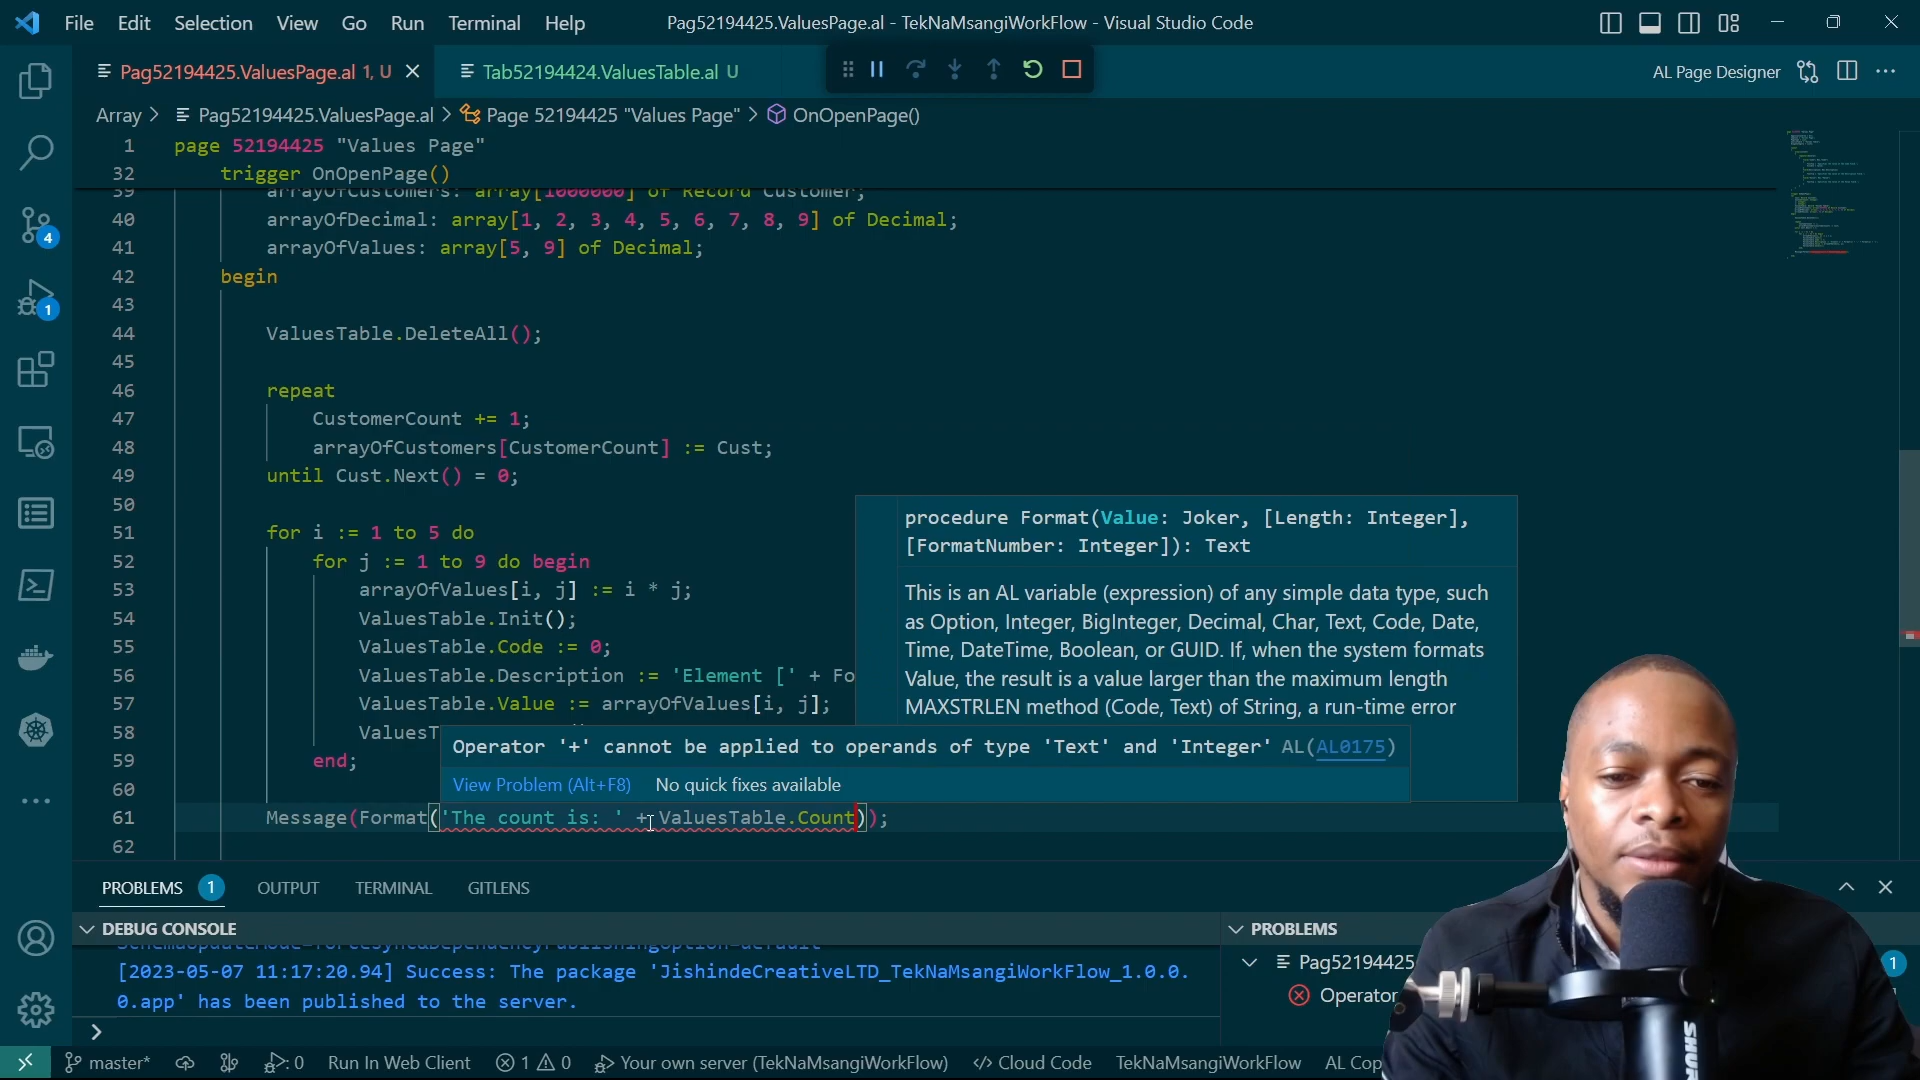 File Edit Selection View Go Run Terminal Help
Pag52194425.ValuesPage.al - TekNaMsangiWorkFlow - Visual Studio Code
Pag52194425.ValuesPage.al 1, U
Tab52194424.ValuesTable.al U
AL Page Designer
Array > Pag52194425.ValuesPage.al > Page 52194425 "Values Page" > OnOpenPage()
1 page 52194425 "Values Page"
32 trigger OnOpenPage()
39 arrayOfCustomers: array[1000000] of Record Customer;
40 arrayOfDecimal: array[1, 2, 3, 4, 5, 6, 7, 8, 9] of Decimal;
41 arrayOfValues: array[5, 9] of Decimal;
42 begin
43
44 ValuesTable.DeleteAll();
45
46 repeat
47 CustomerCount += 1;
48 arrayOfCustomers[CustomerCount] := Cust;
49 until Cust.Next() = 0;
50
51 for i := 1 to 5 do
52 for j := 1 to 9 do begin
53 arrayOfValues[i, j] := i * j;
54 ValuesTable.Init();
55 ValuesTable.Code := 0;
56 ValuesTable.Description := 'Element [' + Fo
57 ValuesTable.Value := arrayOfValues[i, j];
58 ValuesT
59 end;
60
61 Message(Format('The count is: ' + ValuesTable.Count));
62
procedure Format(Value: Joker, [Length: Integer],
[FormatNumber: Integer]): Text
This is an AL variable (expression) of any simple data type, such
as Option, Integer, BigInteger, Decimal, Char, Text, Code, Date,
Time, DateTime, Boolean, or GUID. If, when the system formats
Value, the result is a value larger than the maximum length
MAXSTRLEN method (Code, Text) of String, a run-time error
Operator '+' cannot be applied to operands of type 'Text' and 'Integer' AL(AL0175)
View Problem (Alt+F8) No quick fixes available
4
1
PROBLEMS 1 OUTPUT TERMINAL GITLENS
DEBUG CONSOLE
[2023-05-07 11:17:20.94] Success: The package 'JishindeCreativeLTD_TekNaMsangiWorkFlow_1.0.0.
0.app' has been published to the server.
PROBLEMS
Pag52194425
1
Operator
master* 0 Run In Web Client 1 0 Your own server (TekNaMsangiWorkFlow) Cloud Code TekNaMsangiWorkFlow AL Cop
SHURE